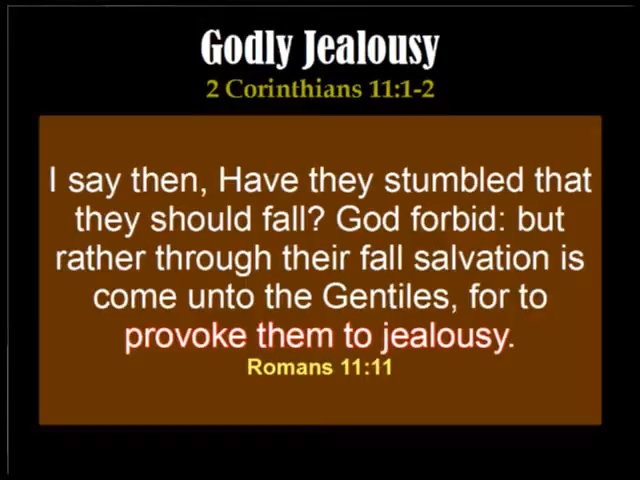 Godly Jealousy
2 Corinthians 11:1-2
I say then, Have they stumbled that
they should fall? God forbid: but
rather through their fall salvation is
come unto the Gentiles, for to
provoke them to jealousy.
Romans 11:11